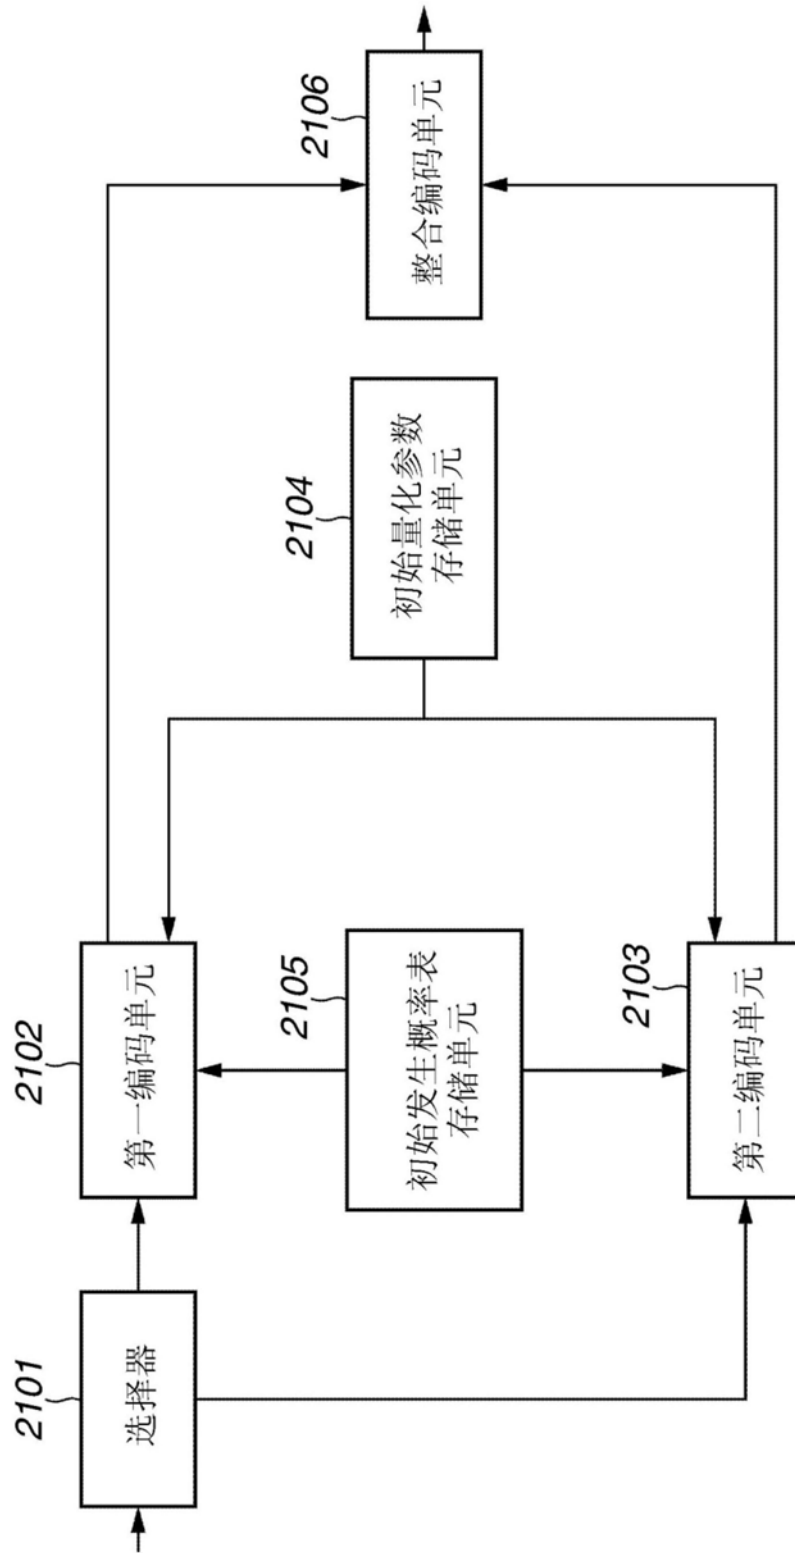 2101
选择器
2102
第一编码单元
2105
初始发生概率表
存储单元
2103
第二编码单元
2104
初始量化参数
存储单元
2106
整合编码单元